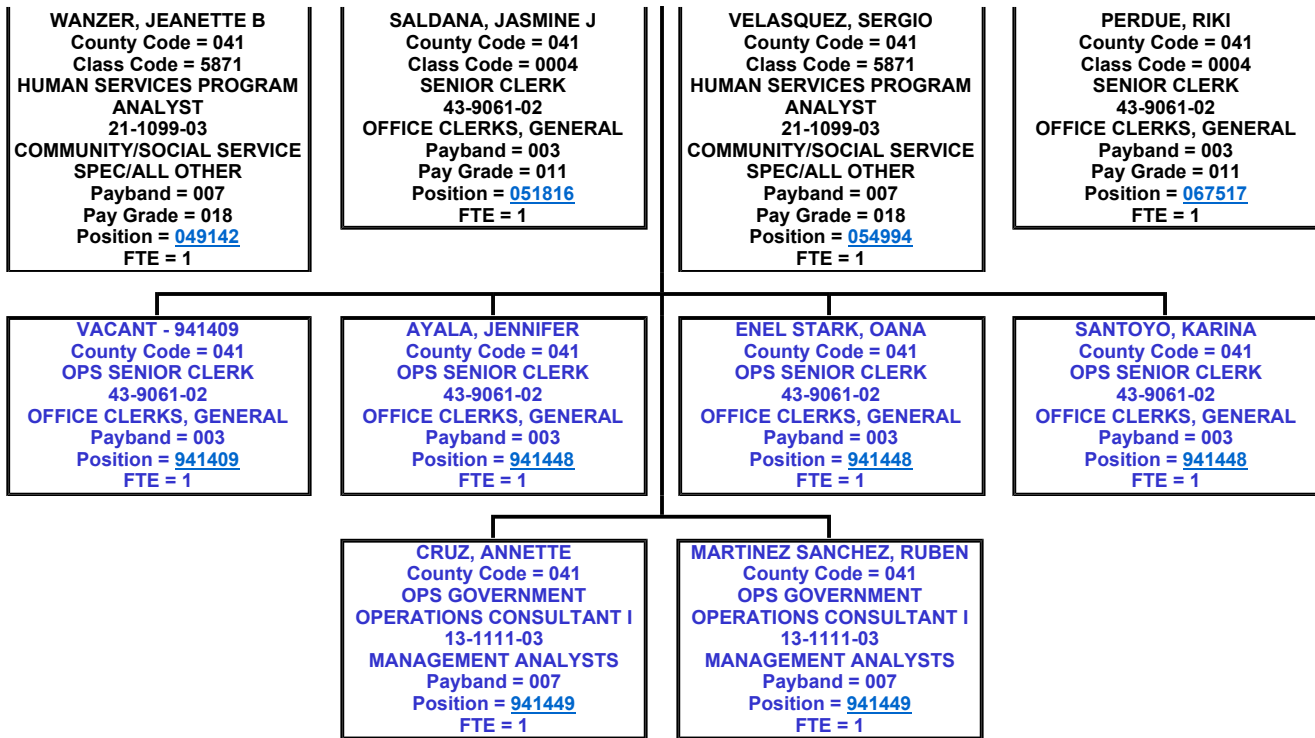 WANZER, JEANETTE B
County Code = 041
Class Code = 5871
HUMAN SERVICES PROGRAM
ANALYST
21-1099-03
COMMUNITY/SOCIAL SERVICE
SPEC/ALL OTHER
Payband = 007
Pay Grade = 018
Position = 049142
FTE = 1
SALDANA, JASMINE J
County Code = 041
Class Code = 0004
SENIOR CLERK
43-9061-02
OFFICE CLERKS, GENERAL
Payband = 003
Pay Grade = 011
Position = 051816
FTE = 1
VELASQUEZ, SERGIO
County Code = 041
Class Code = 5871
HUMAN SERVICES PROGRAM
ANALYST
21-1099-03
COMMUNITY/SOCIAL SERVICE
SPEC/ALL OTHER
Payband = 007
Pay Grade = 018
Position = 054994
FTE = 1
PERDUE, RIKI
County Code = 041
Class Code = 0004
SENIOR CLERK
43-9061-02
OFFICE CLERKS, GENERAL
Payband = 003
Pay Grade = 011
Position = 067517
FTE = 1
VACANT - 941409
County Code = 041
OPS SENIOR CLERK
43-9061-02
OFFICE CLERKS, GENERAL
Payband = 003
Position = 941409
FTE = 1
AYALA, JENNIFER
County Code = 041
OPS SENIOR CLERK
43-9061-02
OFFICE CLERKS, GENERAL
Payband = 003
Position = 941448
FTE = 1
ENEL STARK, OANA
County Code = 041
OPS SENIOR CLERK
43-9061-02
OFFICE CLERKS, GENERAL
Payband = 003
Position = 941448
FTE = 1
SANTOYO, KARINA
County Code = 041
OPS SENIOR CLERK
43-9061-02
OFFICE CLERKS, GENERAL
Payband = 003
Position = 941448
FTE = 1
CRUZ, ANNETTE
County Code = 041
OPS GOVERNMENT
OPERATIONS CONSULTANT I
13-1111-03
MANAGEMENT ANALYSTS
Payband = 007
Position = 941449
FTE = 1
MARTINEZ SANCHEZ, RUBEN
County Code = 041
OPS GOVERNMENT
OPERATIONS CONSULTANT I
13-1111-03
MANAGEMENT ANALYSTS
Payband = 007
Position = 941449
FTE = 1